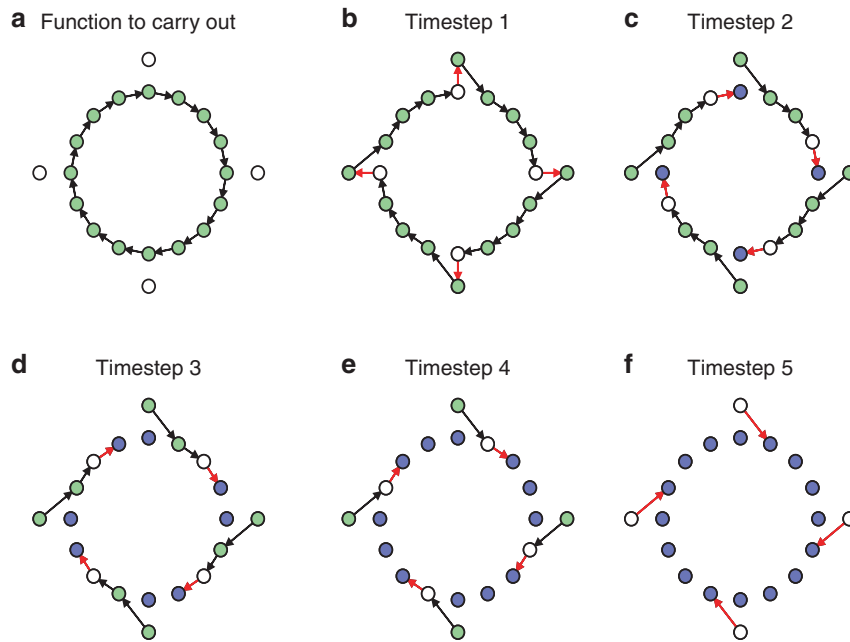 a Function to carry out
b Timestep 1
c Timestep 2
d Timestep 3
e Timestep 4
f Timestep 5